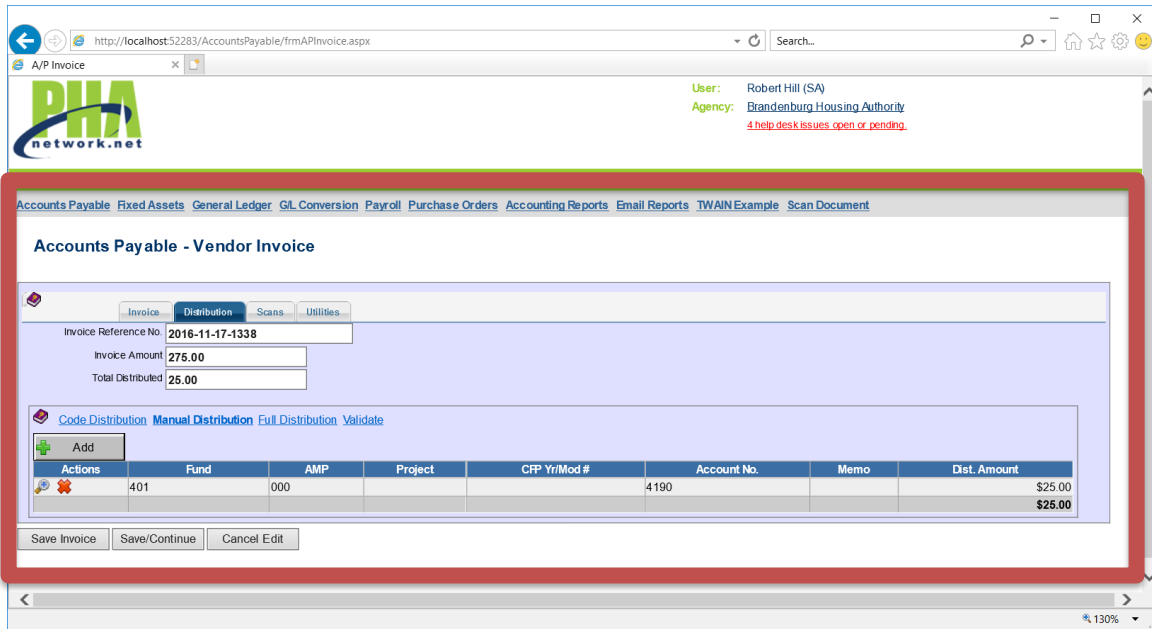 http://localhost:52283/AccountsPayable/frmAPInvoice.aspx
Search...
A/P Invoice
PHA
network.net
User: Robert Hill (SA)
Agency: Brandenburg Housing Authority
4 help desk issues open or pending.
Accounts Payable Fixed Assets General Ledger G/L Conversion Payroll Purchase Orders Accounting Reports Email Reports TWAIN Example Scan Document
Accounts Payable - Vendor Invoice
Invoice Distribution Scans Utilities
Invoice Reference No. 2016-11-17-1338
Invoice Amount 275.00
Total Distributed 25.00
Code Distribution Manual Distribution Full Distribution Validate
Add
Actions Fund AMP Project CFP Yr/Mod # Account No. Memo Dist. Amount
401 000 4190 $25.00
$25.00
Save Invoice Save/Continue Cancel Edit
130%